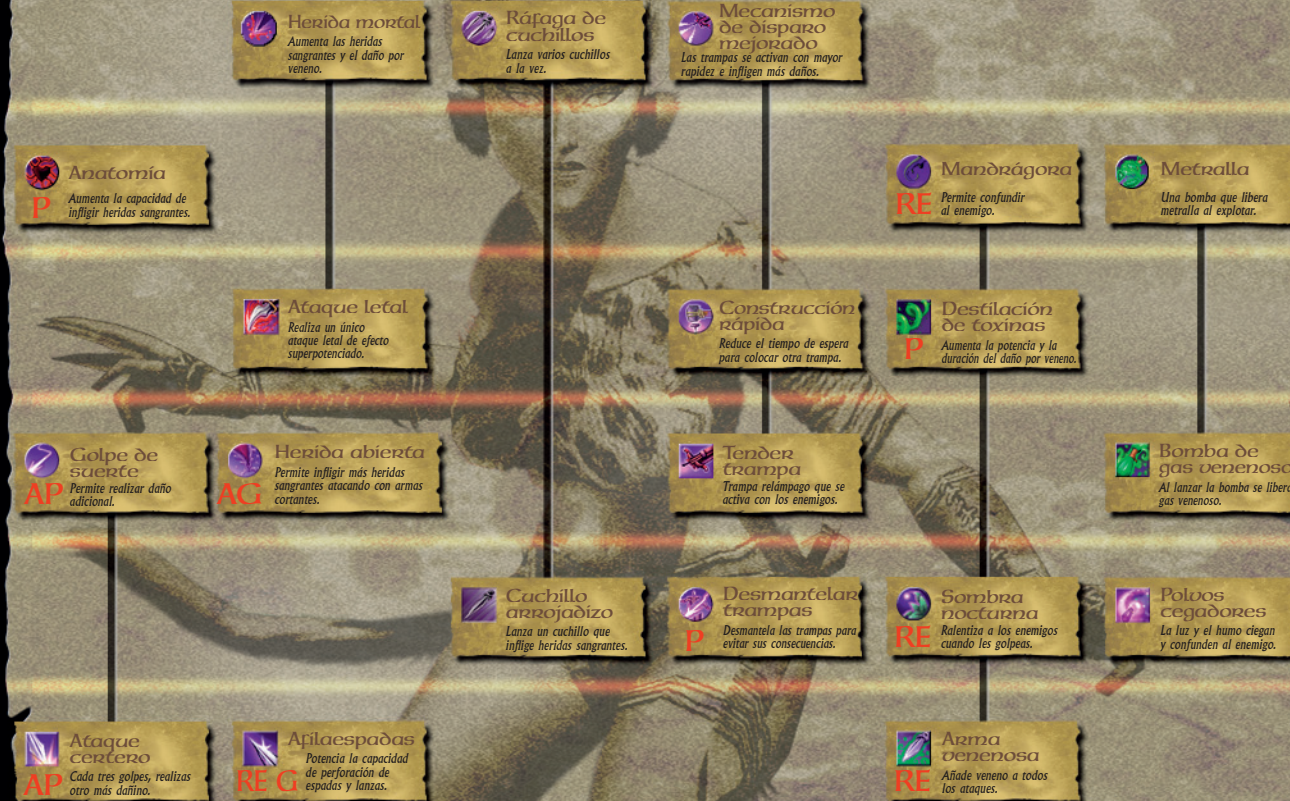 Herida mortal
Aumenta las heridas
sangrantes y el daño por
veneno.
Ráfaga de
cuchillos
Lanza varios cuchillos
a la vez.
Mecanismo
de disparo
mejorado
Las trampas se activan con mayor
rapidez e infligen más daños.
Anatomía
P
Aumenta la capacidad de
infligir heridas sangrantes.
Mandrágora
RE
Permite confundir
al enemigo.
Metralla
Una bomba que libera
metralla al explotar.
Ataque letal
Realiza un único
ataque letal de efecto
superpotenciado.
Construcción
rápida
Reduce el tiempo de espera
para colocar otra trampa.
Destilación
de toxinas
P
Aumenta la potencia y la
duración del daño por veneno.
Golpe de
suerte
AP
Permite realizar daño
adicional.
Herida abierta
AG
Permite infligir más heridas
sangrantes atacando con armas
cortantes.
Tender
trampa
Trampa relámpago que se
activa con los enemigos.
Bomba de
gas venenoso
Al lanzar la bomba se libera
gas venenoso.
Cuchillo
arrojadizo
Lanza un cuchillo que
inflige heridas sangrantes.
Desmantelar
trampas
P
Desmantela las trampas para
evitar sus consecuencias.
Sombra
nocturna
RE
Ralentiza a los enemigos
cuando les golpeas.
Polvos
cegadores
La luz y el humo ciegan
y confunden al enemigo.
Ataque
certero
AP
Cada tres golpes, realizas
otro más dañino.
Afilaespadas
RE G
Potencia la capacidad
de perforación de
espadas y lanzas.
Arma
venenosa
RE
Añade veneno a todos
los ataques.